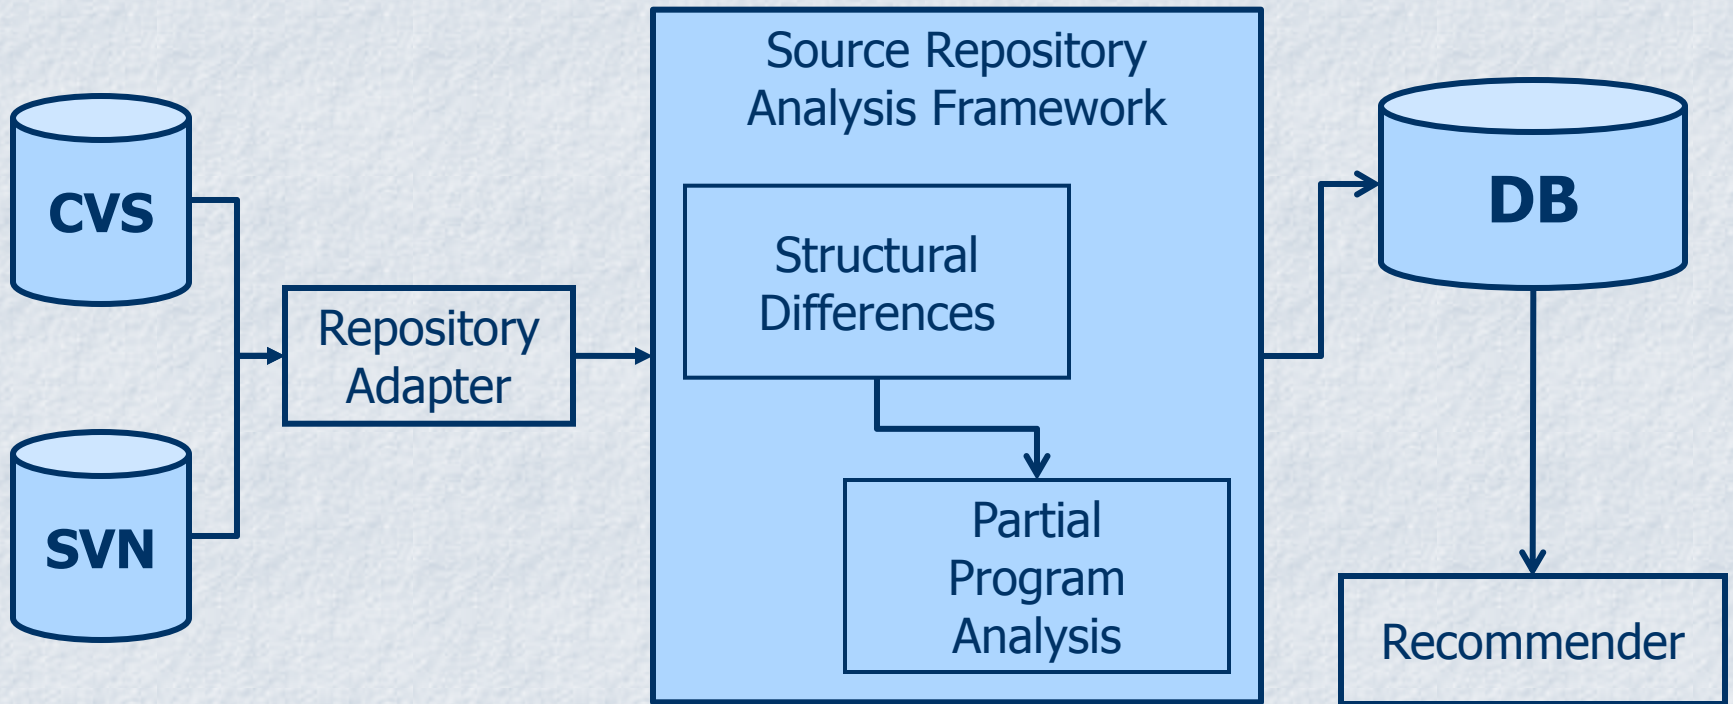 CVS
SVN
Repository
Adapter
Source Repository
Analysis Framework
Structural
Differences
Partial
Program
Analysis
DB
Recommender